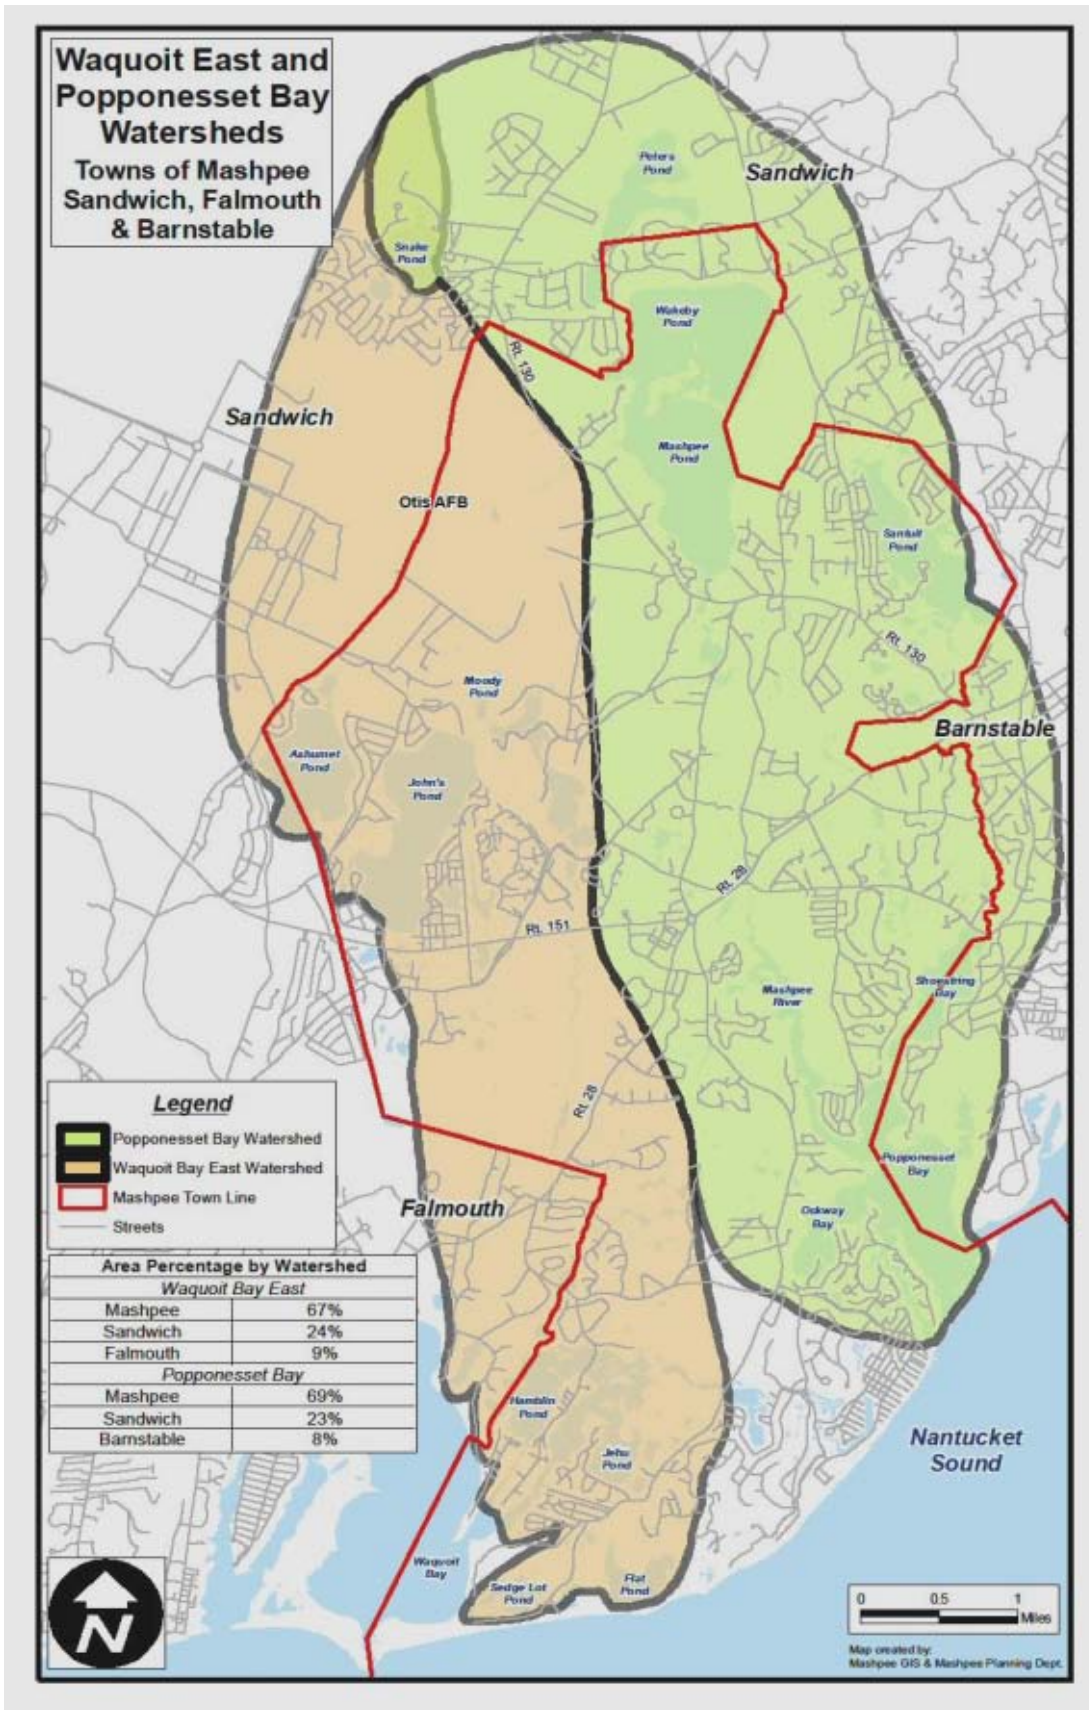 Waquoit East and
Popponesset Bay
Watersheds
Towns of Mashpee
Sandwich, Falmouth
& Barnstable
Peters
Pond
Sandwich
Snake
Pond
Wakeby
Pond
Rt. 130
Sandwich
Mashpee
Pond
Otis AFB
Santuit
Pond
Rt. 130
Moody
Pond
Barnstable
Ashumet
Pond
John's
Pond
Rt. 28
Rt. 151
Mashpee
River
Shoestring
Bay
Rt. 28
Legend
Popponesset Bay Watershed
Waquoit Bay East Watershed
Mashpee Town Line
Streets
Popponesset
Bay
Falmouth
Ockway
Bay
Area Percentage by Watershed
Waquoit Bay East
Mashpee 67%
Sandwich 24%
Falmouth 9%
Popponesset Bay
Mashpee 69%
Sandwich 23%
Barnstable 8%
Hamblin
Pond
Jehu
Pond
Nantucket
Sound
Waquoit
Bay
Sedge Lot
Pond
Flat
Pond
N
0 0.5 1
Miles
Map created by:
Mashpee GIS & Mashpee Planning Dept.